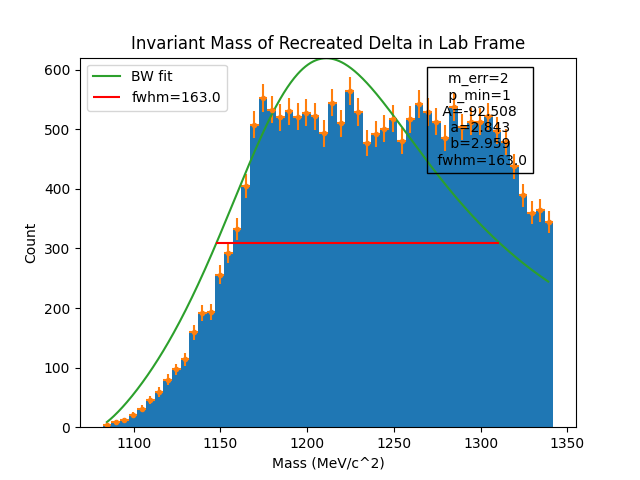 Invariant Mass of Recreated Delta in Lab Frame
BW fit
fwhm=163.0
m_err=2
p_min=1
A=-92.508
a=2.843
b=2.959
fwhm=163.0
Count
600
500
400
300
200
100
0
1100
1150
1200
1250
1300
1350
Mass (MeV/c^2)